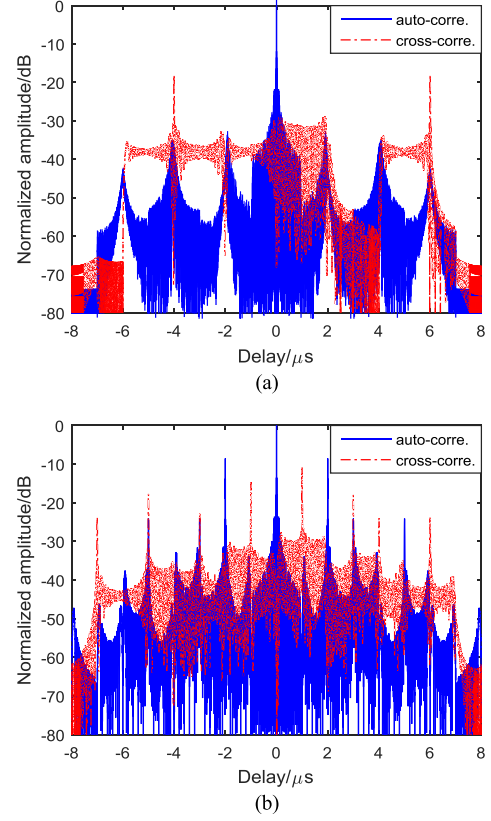 0
-10
-20
-30
-40
-50
-60
-70
-80
Normalized amplitude/dB
auto-corre.
cross-corre.
-8 -6 -4 -2 0 2 4 6 8
Delay/μs
(a)
0
-10
-20
-30
-40
-50
-60
-70
-80
Normalized amplitude/dB
auto-corre.
cross-corre.
-8 -6 -4 -2 0 2 4 6 8
Delay/μs
(b)